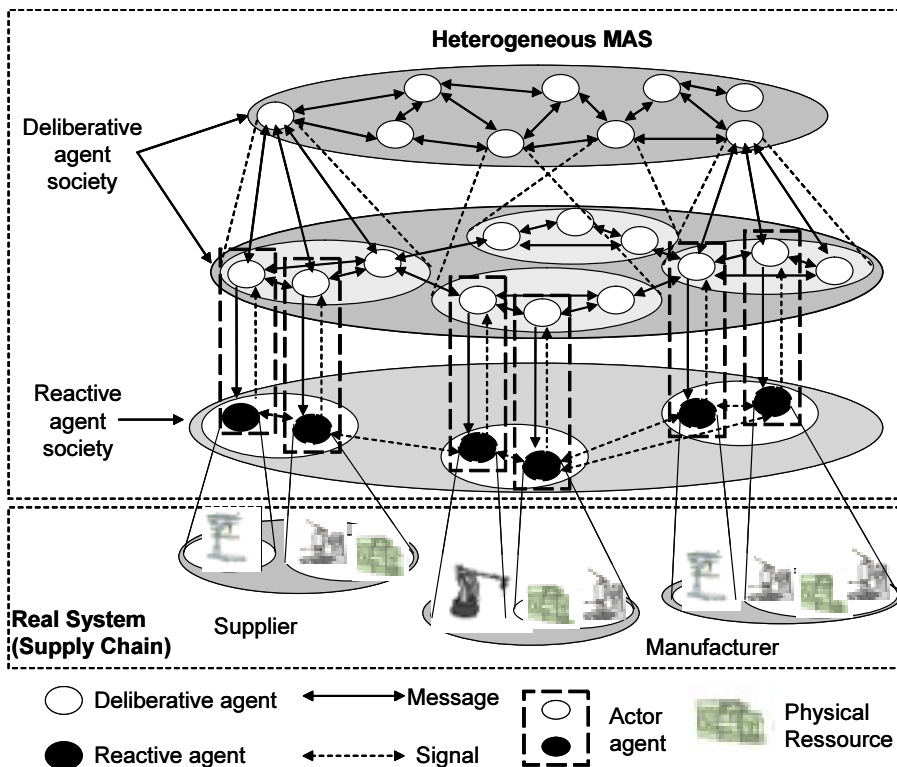 Heterogeneous MAS
Deliberative
agent
society
Reactive
agent
society
Real System
(Supply Chain)
Supplier
Manufacturer
Deliberative agent
Message
Actor
agent
Physical
Ressource
Reactive agent
Signal